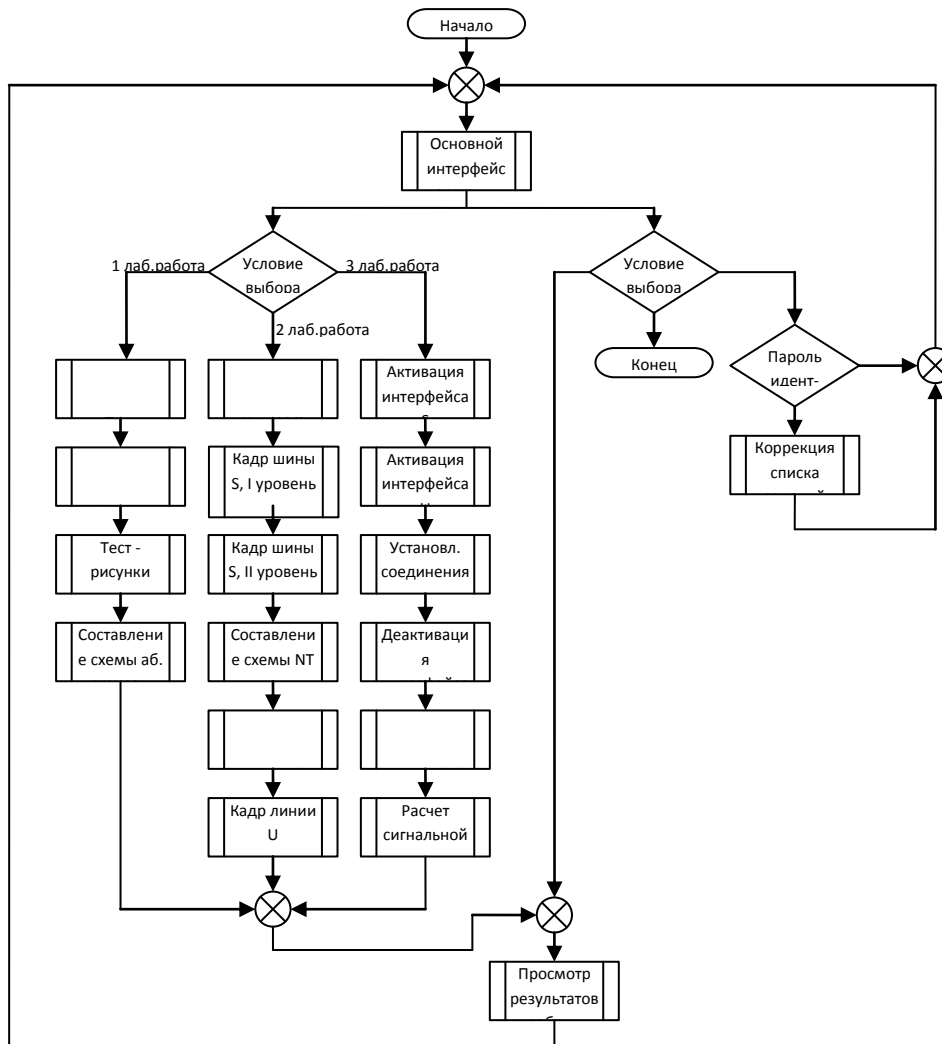 Начало
Основной
интерфейс
1 лаб.работа
Условие
выбора
3 лаб.работа
2 лаб.работа
Условие
выбора
Конец
Пароль
идент-
Коррекция
списка
Активация
интерфейса
Кадр шины
S, I уровень
Активация
интерфейса
Тест -
рисунки
Кадр шины
S, II уровень
Установл.
соединения
Составлени
е схемы аб.
Составлени
е схемы NT
Деактиваци
я
Кадр линии
U
Расчет
сигнальной
Просмотр
результатов